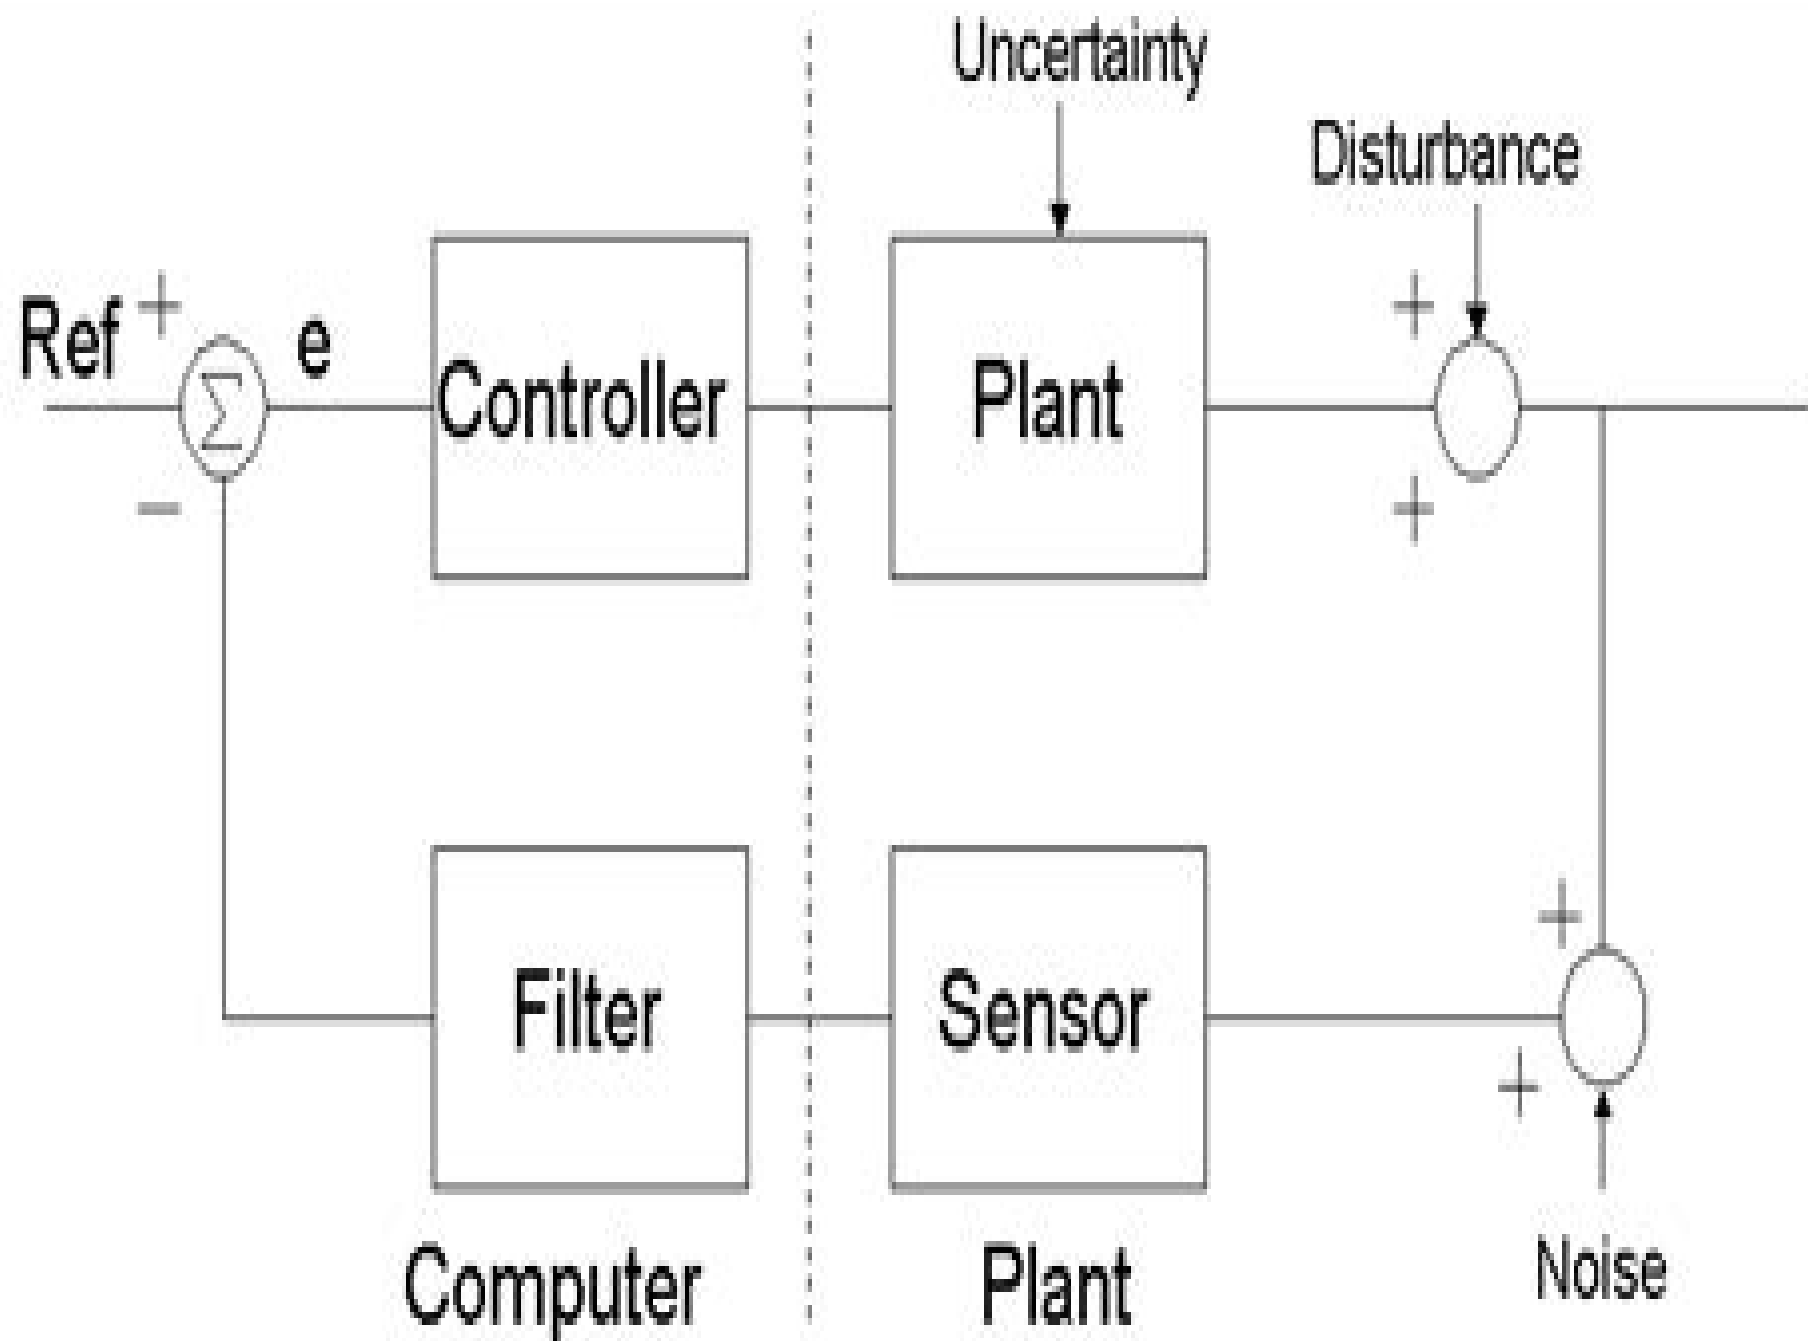 Uncertainty
Disturbance
Ref + e
Σ
Controller
Plant
+
−
+
Filter
Sensor
+
+
Computer
Plant
Noise